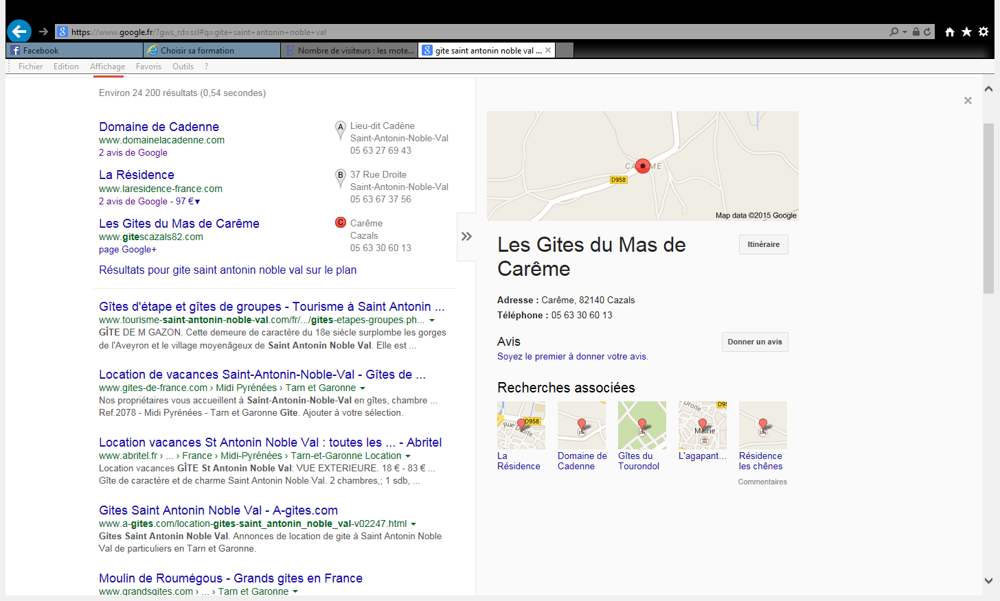 https://www.google.fr/?gws_rd=ssl#q=gite+saint+antonin+noble+val
Facebook
Choisir sa formation
Nombre de visiteurs : les mote...
gite saint antonin noble val ...
Fichier Edition Affichage Favoris Outils ?
Environ 24 200 résultats (0,54 secondes)
Domaine de Cadenne
www.domainelacadenne.com
2 avis de Google
A
Lieu-dit Cadène
Saint-Antonin-Noble-Val
05 63 27 69 43
La Résidence
www.laresidence-france.com
2 avis de Google - 97 €▼
B
37 Rue Droite
Saint-Antonin-Noble-Val
05 63 67 37 56
Les Gites du Mas de Carême
www.gitescazals82.com
page Google+
C
Carême
Cazals
05 63 30 60 13
Résultats pour gite saint antonin noble val sur le plan
Gîtes d'étape et gîtes de groupes - Tourisme à Saint Antonin ...
www.tourisme-saint-antonin-noble-val.com/fr/.../gites-etapes-groupes.ph...
GÎTE DE M GAZON. Cette demeure de caractère du 18e siècle surplombe les gorges
de l'Aveyron et le village moyenâgeux de Saint Antonin Noble Val. Elle est ...
Location de vacances Saint-Antonin-Noble-Val - Gîtes de ...
www.gites-de-france.com › Midi Pyrénées › Tarn et Garonne
Nos propriétaires vous accueillent à Saint-Antonin-Noble-Val en gîtes, chambre ...
Ref.2078 - Midi Pyrénées - Tarn et Garonne Gîte. Ajouter à votre sélection.
Location vacances St Antonin Noble Val : toutes les ... - Abritel
www.abritel.fr › ... › France › Midi-Pyrénées › Tarn-et-Garonne Location
Location vacances GÎTE St Antonin Noble Val: VUE EXTERIEURE. 18 € - 83 € ...
Gîte de caractère et de charme Saint Antonin Noble Val. 2 chambres,; 1 sdb, ...
Gites Saint Antonin Noble Val - A-gites.com
www.a-gites.com/location-gites-saint_antonin_noble_val-v02247.html
Gites Saint Antonin Noble Val. Annonces de location de gite à Saint Antonin Noble
Val de particuliers en Tarn et Garonne.
Moulin de Roumégous - Grands gites en France
www.grandsgites.com › ... › Tarn et Garonne
D958
Map data ©2015 Google
Les Gites du Mas de
Carême
Itinéraire
Adresse : Carême, 82140 Cazals
Téléphone : 05 63 30 60 13
Avis
Donner un avis
Soyez le premier à donner votre avis.
Recherches associées
D958
Rue Droite
Mairie
La
Résidence
Domaine de
Cadenne
Gîtes du
Tourondol
L'agapant...
Résidence
les chênes
Commentaires